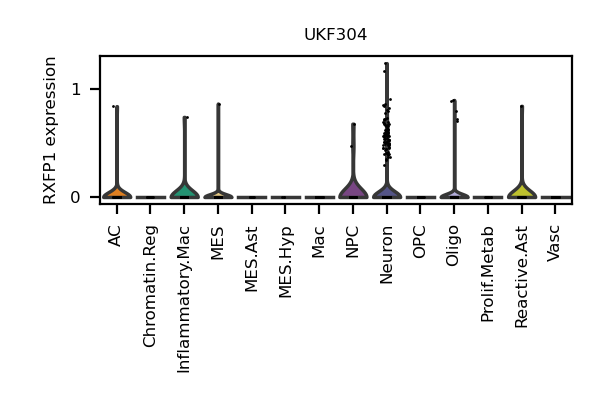 UKF304
RXFP1 expression
1
0
AC
Chromatin.Reg
Inflammatory.Mac
MES
MES.Ast
MES.Hyp
Mac
NPC
Neuron
OPC
Oligo
Prolif.Metab
Reactive.Ast
Vasc